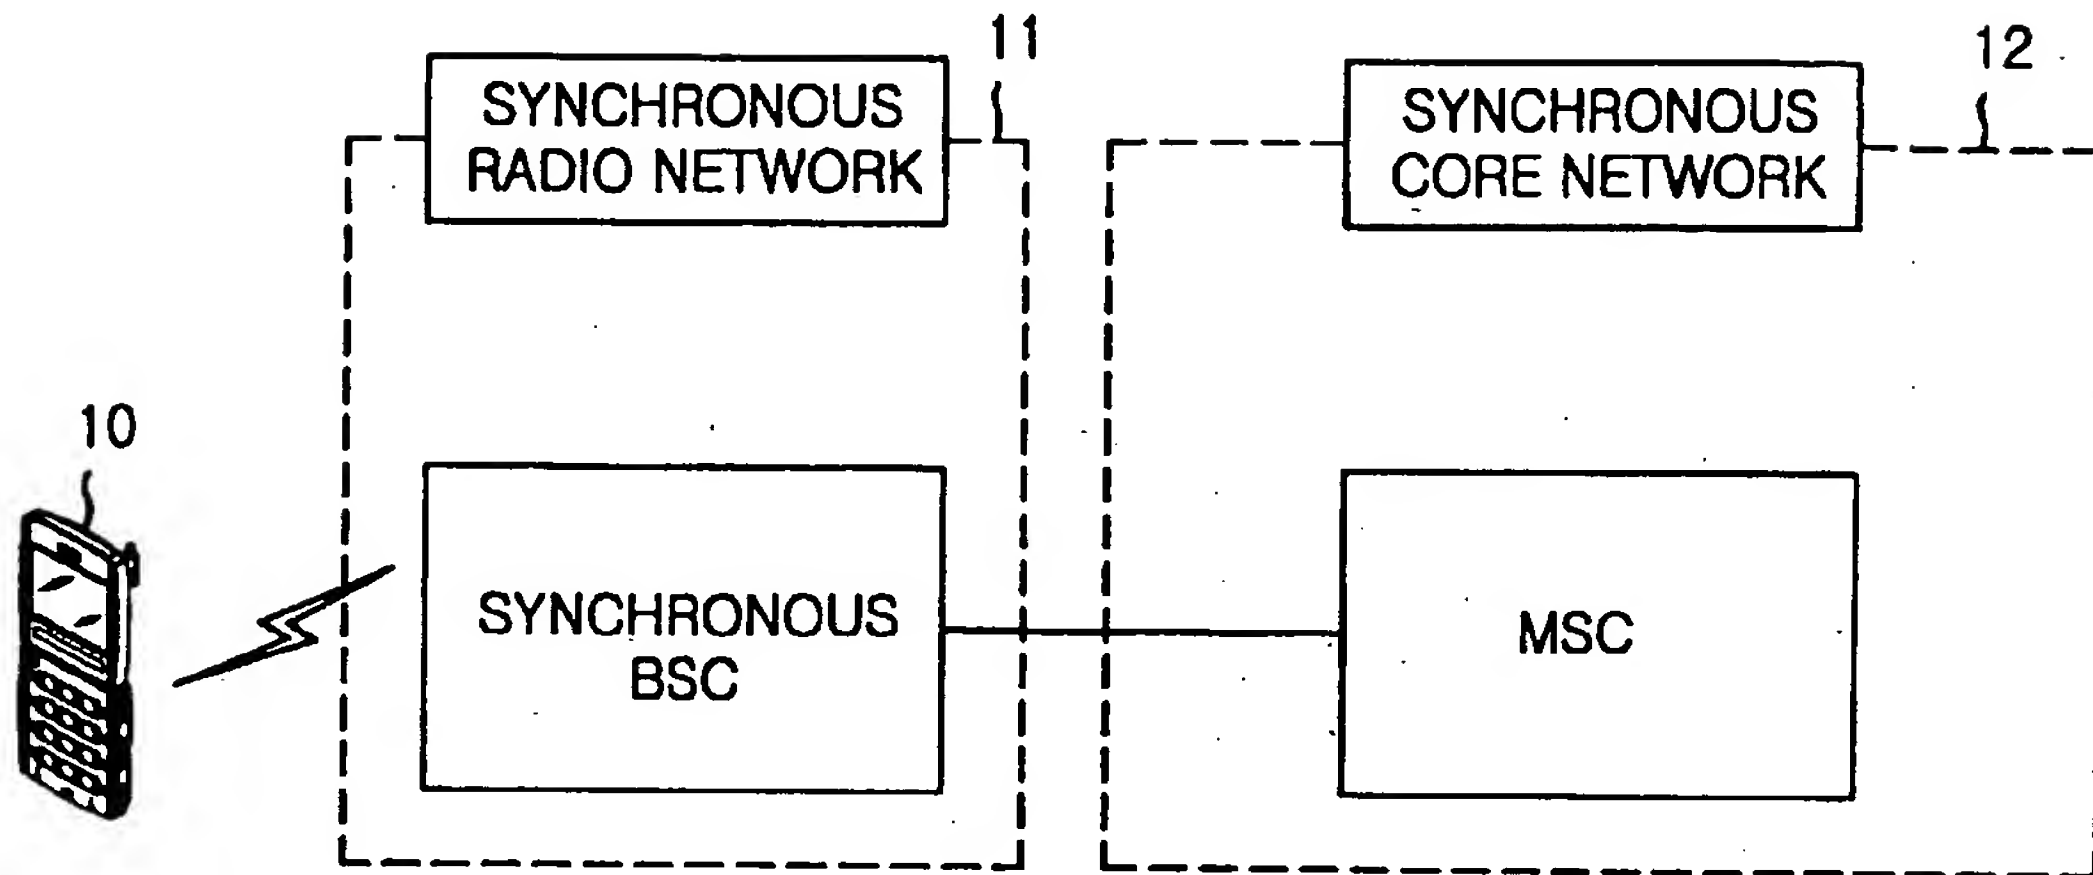 11
12
SYNCHRONOUS
RADIO NETWORK
SYNCHRONOUS
CORE NETWORK
10
SYNCHRONOUS
BSC
MSC